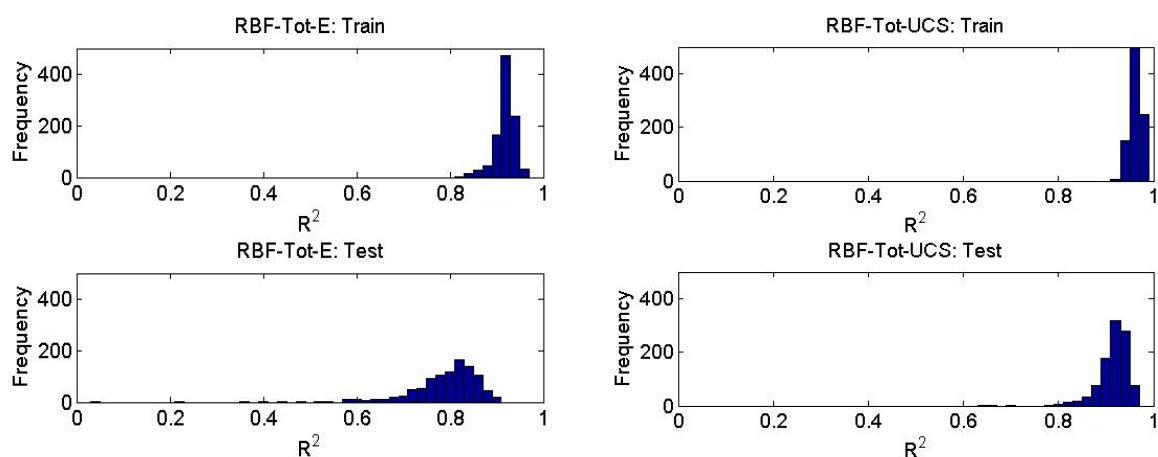 RBF-Tot-E: Train
Frequency
400
200
0
0 0.2 0.4 0.6 0.8 1
R²
RBF-Tot-UCS: Train
Frequency
400
200
0
0 0.2 0.4 0.6 0.8 1
R²
RBF-Tot-E: Test
Frequency
400
200
0
0 0.2 0.4 0.6 0.8 1
R²
RBF-Tot-UCS: Test
Frequency
400
200
0
0 0.2 0.4 0.6 0.8 1
R²